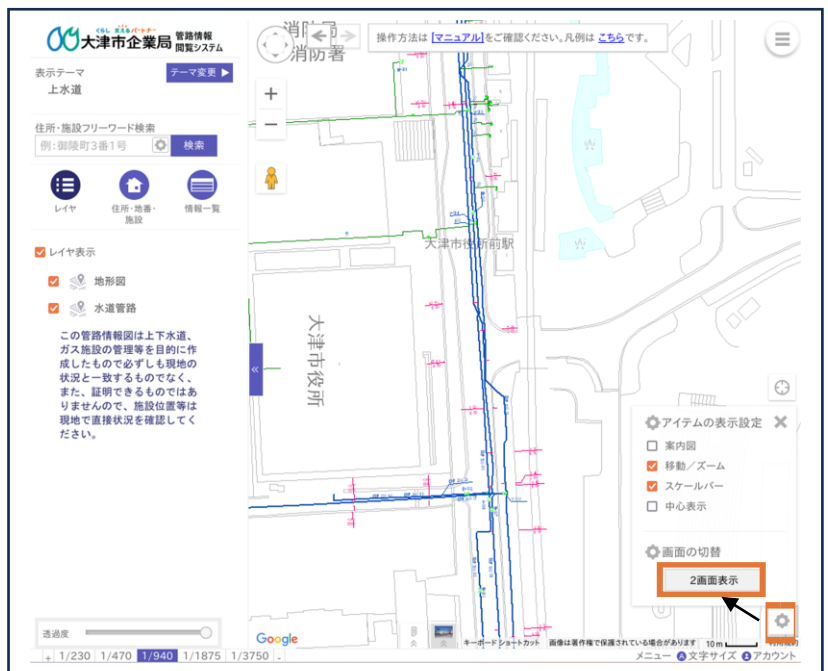 くらし 支えるパートナー
大津市企業局 管路情報
閲覧システム
表示テーマ
テーマ変更 ▶
上水道
住所・施設フリーワード検索
例:御陵町3番1号
検索
レイヤ
住所・地番・
施設
情報一覧
レイヤ表示
地形図
水道管路
この管路情報図は上下水道、
ガス施設の管理等を目的に作
成したもので必ずしも現地の
状況と一致するものでなく、
また、証明できるものではあ
りませんので、施設位置等は
現地で直接状況を確認してく
ださい。
透過度
+ 1/230 1/470 1/940 1/1875 1/3750 -
消防局
消防署
操作方法は [マニュアル]をご確認ください。凡例は こちらです。
+
−
大津市役所前駅
大津市役所
«
アイテムの表示設定
案内図
移動/ズーム
スケールバー
中心表示
画面の切替
2画面表示
Google
キーボード ショートカット 画像は著作権で保護されている場合があります 10 m 利用規約
メニュー A文字サイズ アカウント